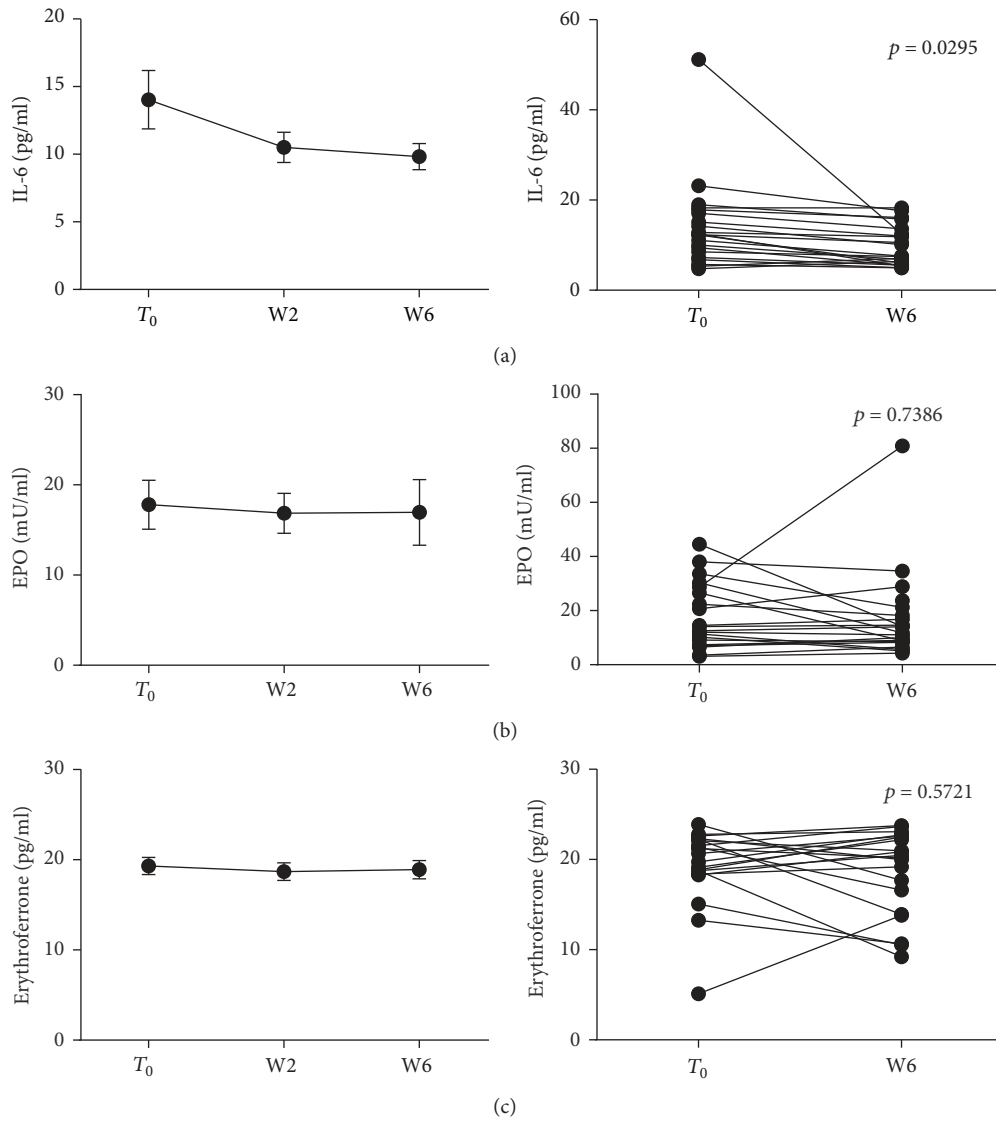 IL-6 (pg/ml)
20
15
10
5
0
T₀ W2 W6
IL-6 (pg/ml)
60
40
20
0
p = 0.0295
T₀ W6
(a)
EPO (mU/ml)
30
20
10
0
T₀ W2 W6
EPO (mU/ml)
100
80
60
40
20
0
p = 0.7386
T₀ W6
(b)
Erythroferrone (pg/ml)
30
20
10
0
T₀ W2 W6
Erythroferrone (pg/ml)
30
20
10
0
p = 0.5721
T₀ W6
(c)